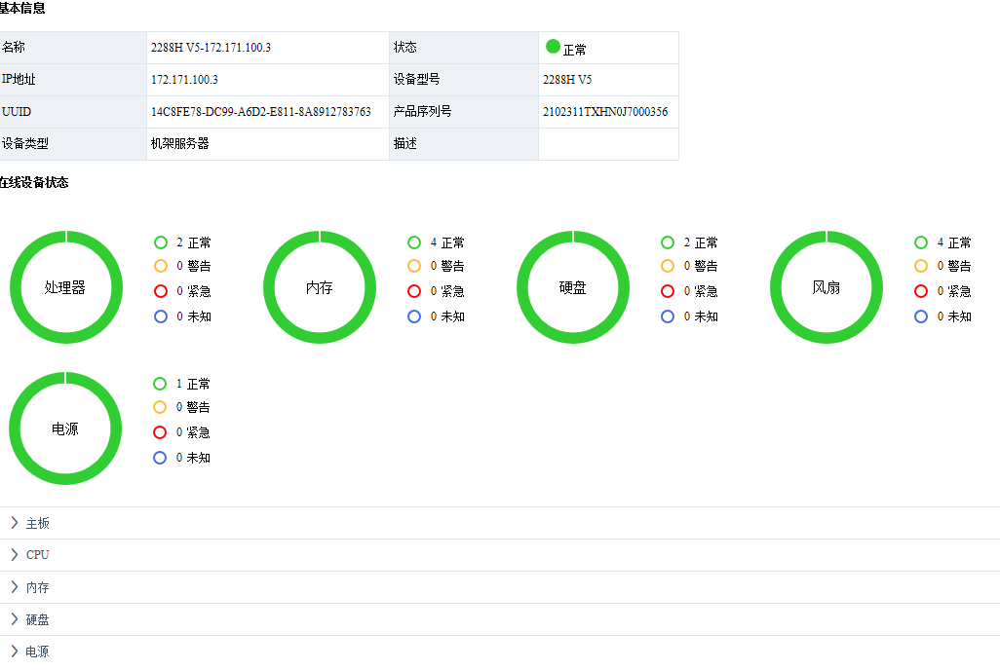 基本信息
名称 2288H V5-172.171.100.3 状态 正常
IP地址 172.171.100.3 设备型号 2288H V5
UUID 14C8FE78-DC99-A6D2-E811-8A8912783763 产品序列号 2102311TXHN0J7000356
设备类型 机架服务器 描述
在线设备状态
处理器
2 正常
0 警告
0 紧急
0 未知
内存
4 正常
0 警告
0 紧急
0 未知
硬盘
2 正常
0 警告
0 紧急
0 未知
风扇
4 正常
0 警告
0 紧急
0 未知
电源
1 正常
0 警告
0 紧急
0 未知
主板
CPU
内存
硬盘
电源